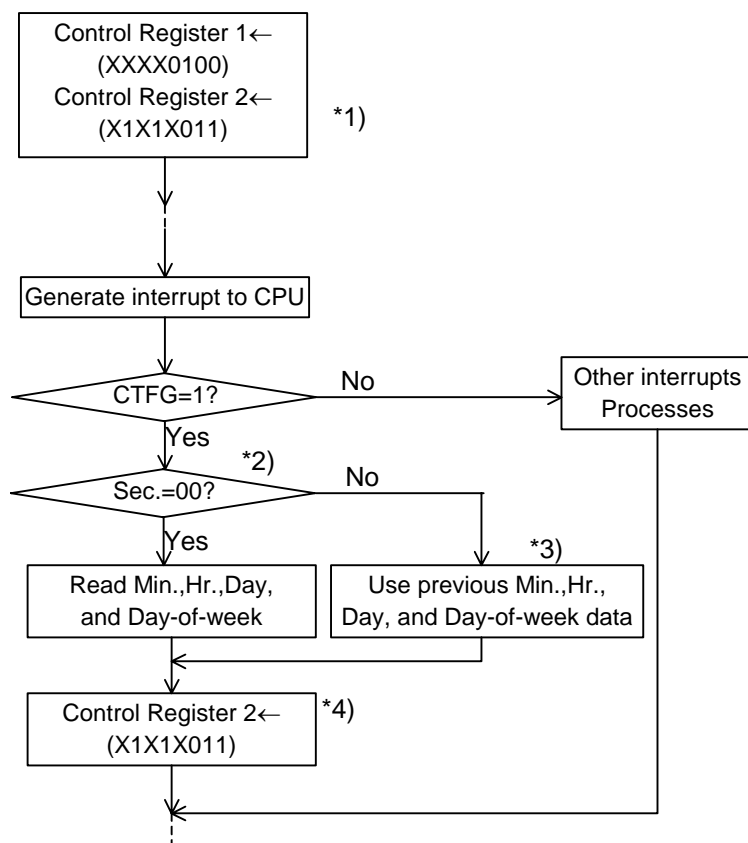 Control Register 1←
(XXXX0100)
Control Register 2←
(X1X1X011)
*1)
Generate interrupt to CPU
CTFG=1?
No
Other interrupts
Processes
Yes
*2)
Sec.=00?
No
Yes
*3)
Read Min.,Hr.,Day,
and Day-of-week
Use previous Min.,Hr.,
Day, and Day-of-week data
Control Register 2←
(X1X1X011)
*4)